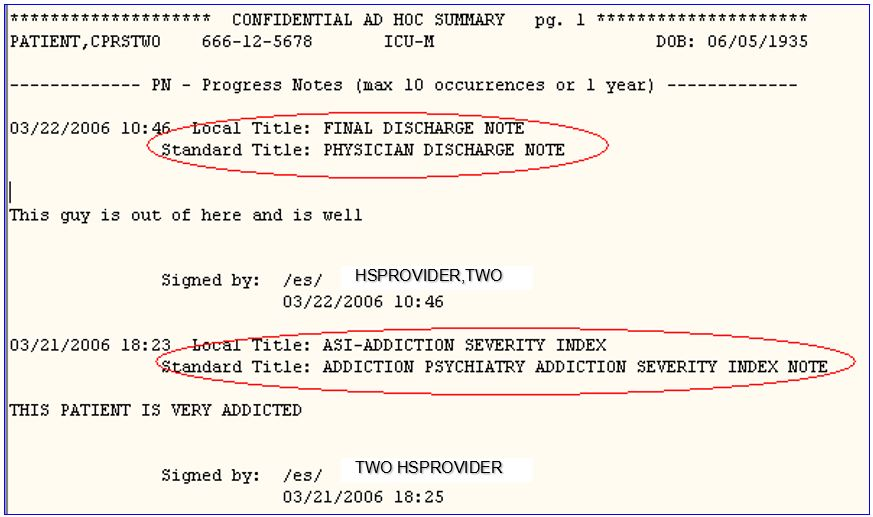 ******************** CONFIDENTIAL AD HOC SUMMARY pg. 1 *********************
PATIENT,CPRSTWO 666-12-5678 ICU-M DOB: 06/05/1935
------------- PN - Progress Notes (max 10 occurrences or 1 year) -------------
03/22/2006 10:46 Local Title: FINAL DISCHARGE NOTE
Standard Title: PHYSICIAN DISCHARGE NOTE
This guy is out of here and is well
Signed by: /es/ HSPROVIDER,TWO
03/22/2006 10:46
03/21/2006 18:23 Local Title: ASI-ADDICTION SEVERITY INDEX
Standard Title: ADDICTION PSYCHIATRY ADDICTION SEVERITY INDEX NOTE
THIS PATIENT IS VERY ADDICTED
Signed by: /es/ TWO HSPROVIDER
03/21/2006 18:25